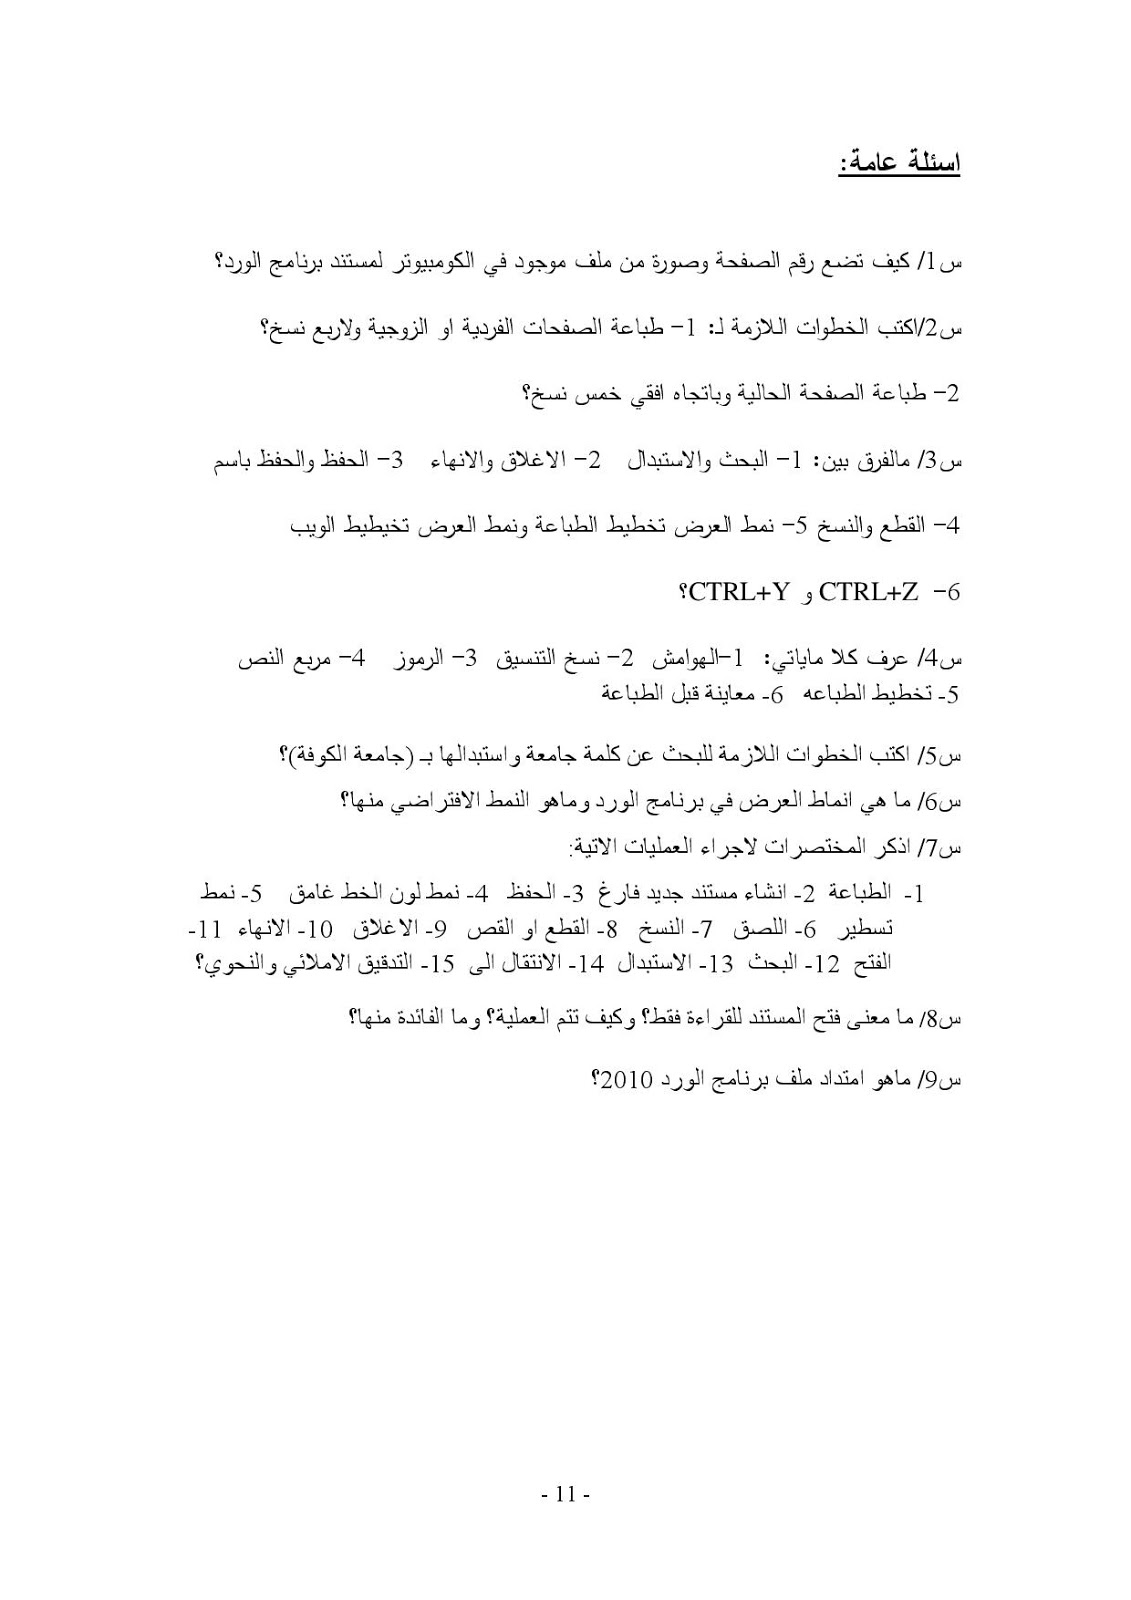 اسئلة عامة:
س1/ كيف تضع رقم الصفحة وصورة من ملف موجود في الكومبيوتر لمستند برنامج الورد؟
س2/اكتب الخطوات اللازمة لـ: 1– طباعة الصفحات الفردية او الزوجية ولاربع نسخ؟
2– طباعة الصفحة الحالية وباتجاه افقي خمس نسخ؟
س3/ مالفرق بين: 1– البحث والاستبدال 2– الاغلاق والانهاء 3– الحفظ والحفظ باسم
4– القطع والنسخ 5– نمط العرض تخطيط الطباعة ونمط العرض تخيطيط الويب
6– CTRL+Z و CTRL+Y؟
س4/ عرف كلا ماياتي: 1–الهوامش 2– نسخ التنسيق 3– الرموز 4– مربع النص
5- تخطيط الطباعه 6- معاينة قبل الطباعة
س5/ اكتب الخطوات اللازمة للبحث عن كلمة جامعة واستبدالها بـ (جامعة الكوفة)؟
س6/ ما هي انماط العرض في برنامج الورد وماهو النمط الافتراضي منها؟
س7/ اذكر المختصرات لاجراء العمليات الاتية:
1- الطباعة 2- انشاء مستند جديد فارغ 3- الحفظ 4- نمط لون الخط غامق 5- نمط
تسطير 6- اللصق 7- النسخ 8- القطع او القص 9- الاغلاق 10- الانهاء 11-
الفتح 12- البحث 13- الاستبدال 14- الانتقال الى 15- التدقيق الاملائي والنحوي؟
س8/ ما معنى فتح المستند للقراءة فقط؟ وكيف تتم العملية؟ وما الفائدة منها؟
س9/ ماهو امتداد ملف برنامج الورد 2010؟
- 11 -